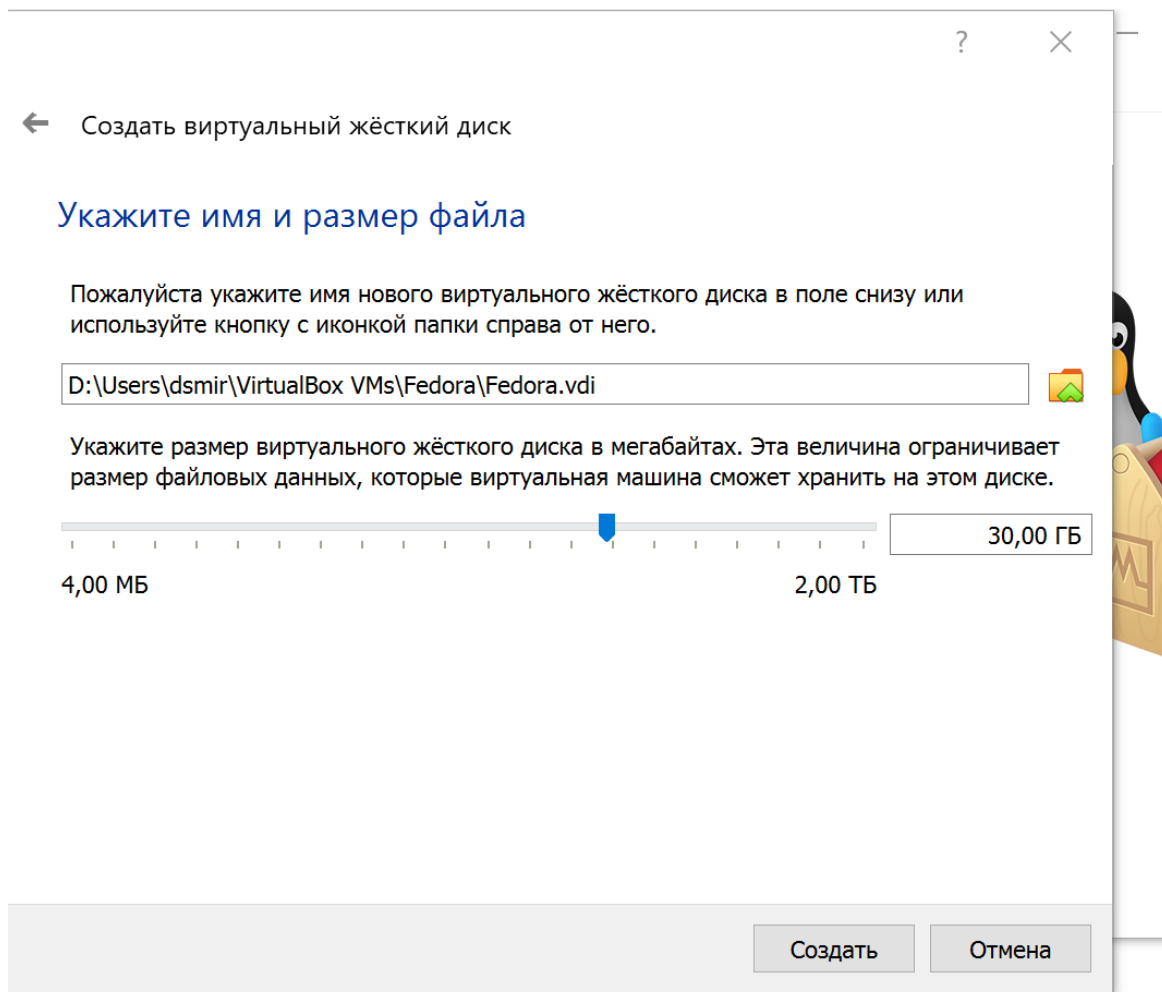 ?
Создать виртуальный жёсткий диск
Укажите имя и размер файла
Пожалуйста укажите имя нового виртуального жёсткого диска в поле снизу или
используйте кнопку с иконкой папки справа от него.
D:\Users\dsmir\VirtualBox VMs\Fedora\Fedora.vdi
Укажите размер виртуального жёсткого диска в мегабайтах. Эта величина ограничивает
размер файловых данных, которые виртуальная машина сможет хранить на этом диске.
30,00 ГБ
4,00 МБ
2,00 ТБ
Создать
Отмена